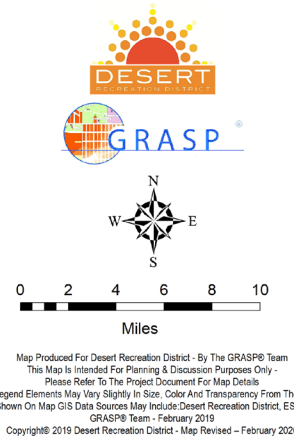 DESERT
RECREATION DISTRICT
GRASP ®
N
W E
S
0 2 4 6 8 10
Miles
Map Produced For Desert Recreation District - By The GRASP® Team
This Map Is Intended For Planning & Discussion Purposes Only -
Please Refer To The Project Document For Map Details
egend Elements May Vary Slightly In Size, Color And Transparency From Th
hown On Map GIS Data Sources May Include:Desert Recreation District, ES
GRASP® Team - February 2019
Copyright© 2019 Desert Recreation District - Map Revised – February 2020